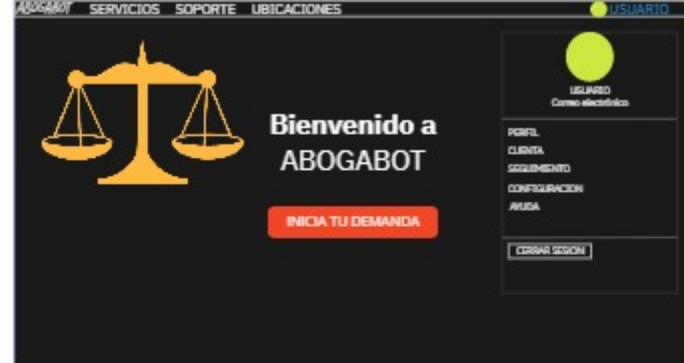 ABOGABOT SERVICIOS SOPORTE UBICACIONES USUARIO
Bienvenido a
ABOGABOT
INICIA TU DEMANDA
USUARIO
Correo electrónico
PERFIL
CUENTA
SEGUIMIENTO
CONFIGURACION
AYUDA
CERRAR SESION